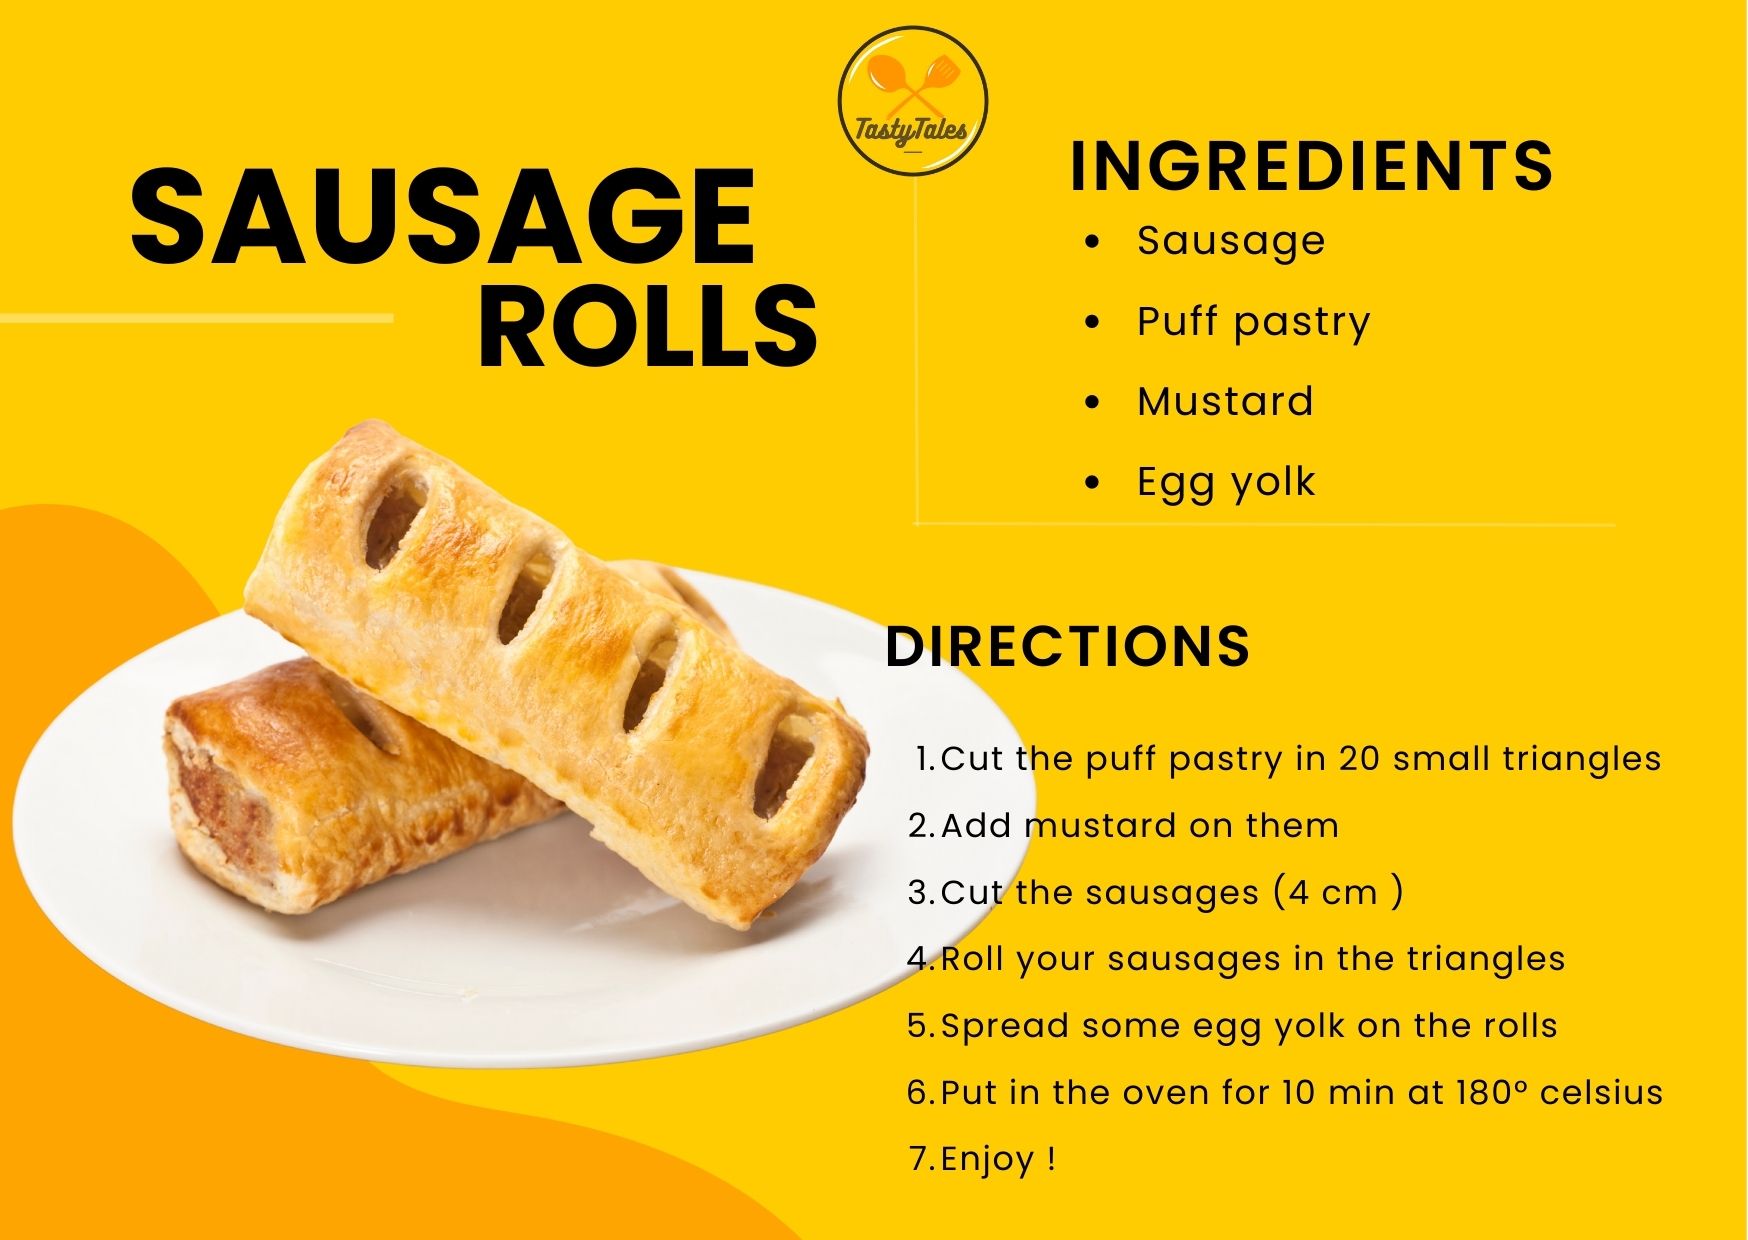 TastyTales
SAUSAGE
ROLLS
INGREDIENTS
• Sausage
• Puff pastry
• Mustard
• Egg yolk
DIRECTIONS
1. Cut the puff pastry in 20 small triangles
2. Add mustard on them
3. Cut the sausages (4 cm )
4. Roll your sausages in the triangles
5. Spread some egg yolk on the rolls
6. Put in the oven for 10 min at 180° celsius
7. Enjoy !